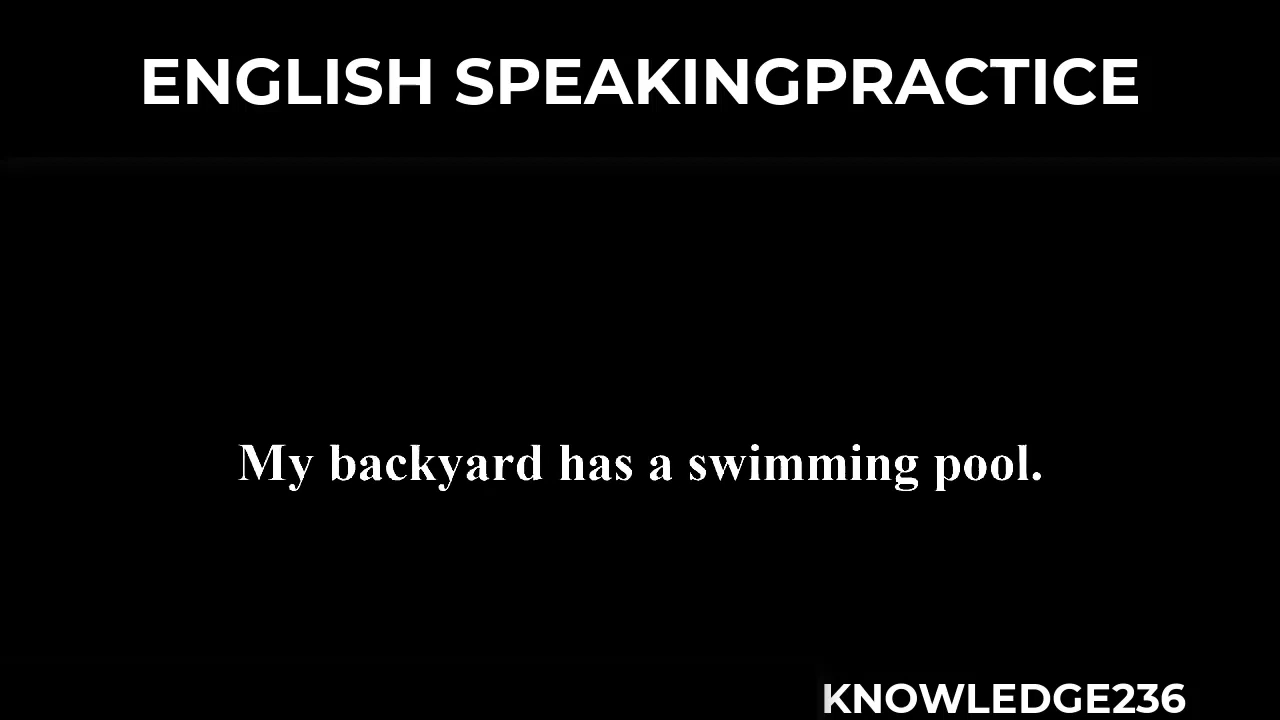 ENGLISH SPEAKINGPRACTICE
My backyard has a swimming pool.
KNOWLEDGE236